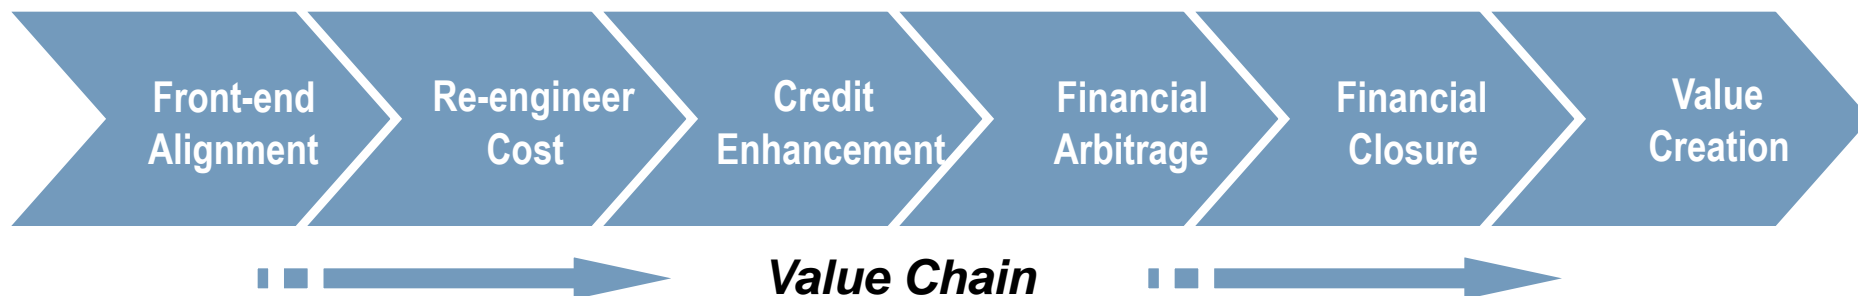 Front-end
Alignment
Re-engineer
Cost
Credit
Enhancement
Financial
Arbitrage
Financial
Closure
Value
Creation
Value Chain